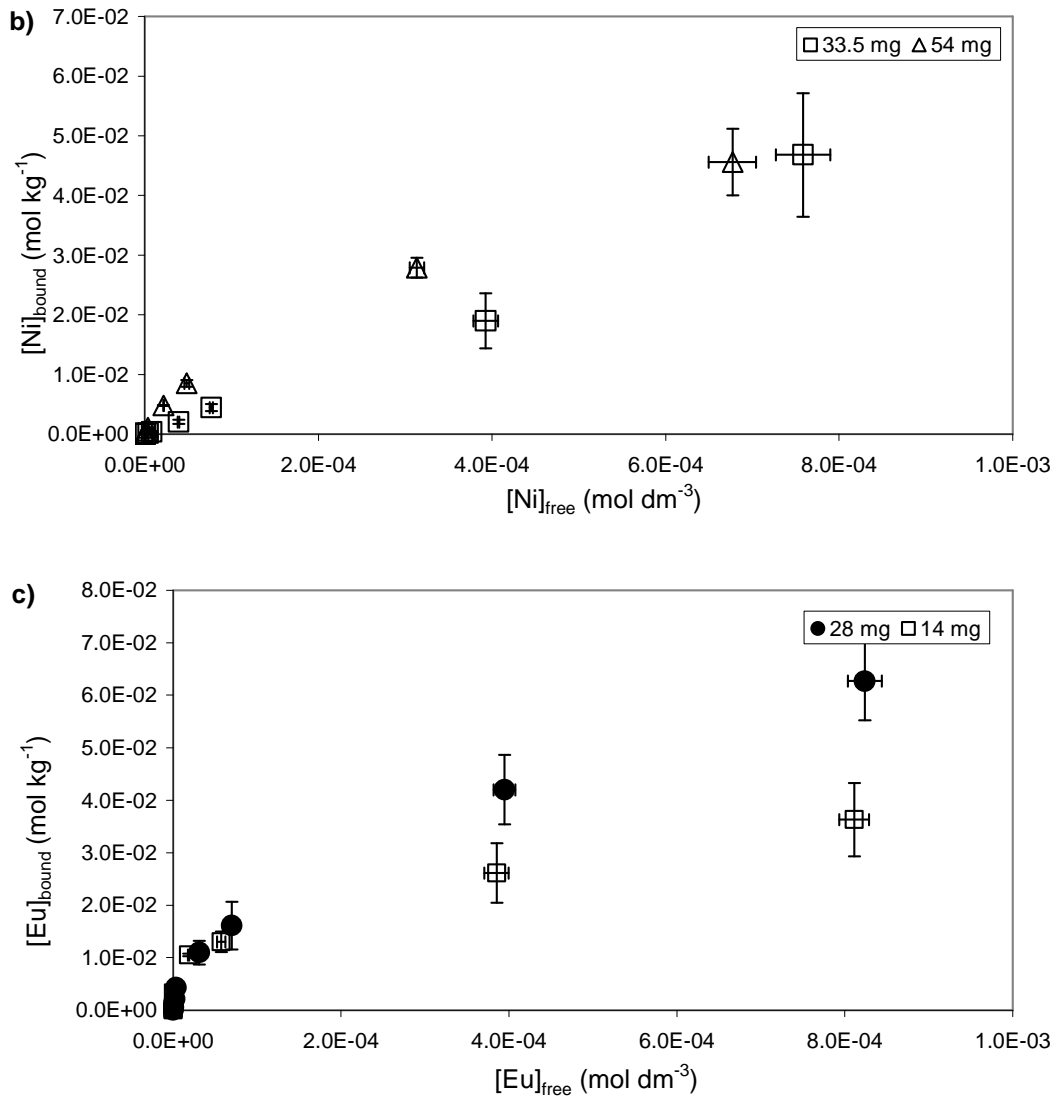 b)
33.5 mg 54 mg
[Ni]bound (mol kg-1)
7.0E-02
6.0E-02
5.0E-02
4.0E-02
3.0E-02
2.0E-02
1.0E-02
0.0E+00
0.0E+00 2.0E-04 4.0E-04 6.0E-04 8.0E-04 1.0E-03
[Ni]free (mol dm-3)
c)
28 mg 14 mg
[Eu]bound (mol kg-1)
8.0E-02
7.0E-02
6.0E-02
5.0E-02
4.0E-02
3.0E-02
2.0E-02
1.0E-02
0.0E+00
0.0E+00 2.0E-04 4.0E-04 6.0E-04 8.0E-04 1.0E-03
[Eu]free (mol dm-3)